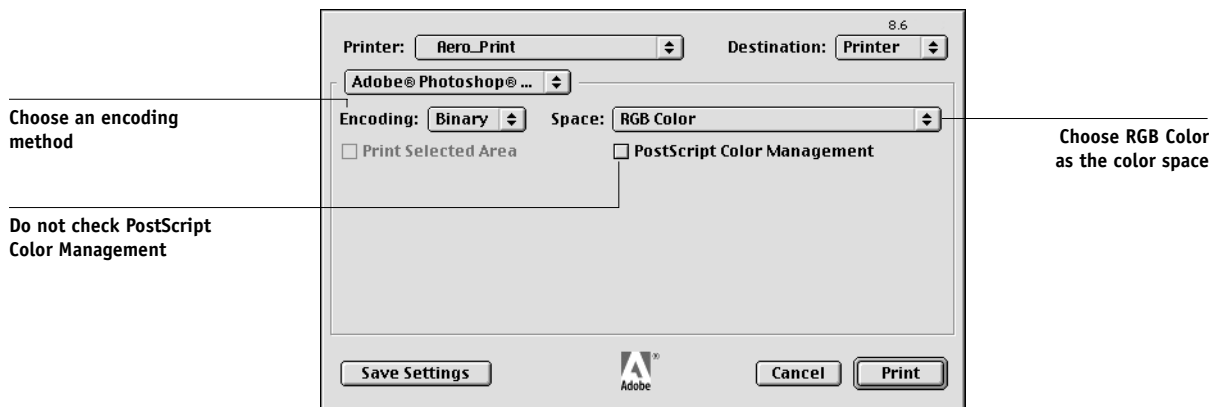 8.6
Printer: Aero_Print Destination: Printer
Adobe® Photoshop® ...
Choose an encoding
method
Encoding: Binary Space: RGB Color
Choose RGB Color
as the color space
Print Selected Area PostScript Color Management
Do not check PostScript
Color Management
Save Settings Adobe ® Cancel Print